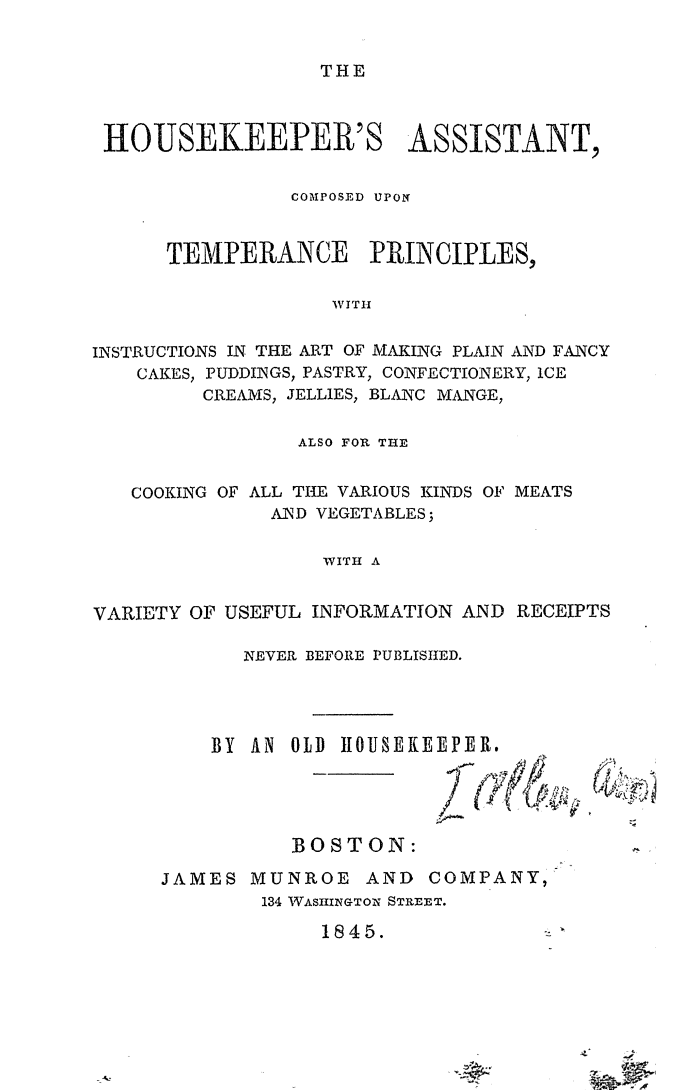 THE
HOUSEKEEPER'S ASSISTANT,
COMPOSED UPON
TEMPERANCE PRINCIPLES,
WITH
INSTRUCTIONS IN THE ART OF MAKING PLAIN AND FANCY
CAKES, PUDDINGS, PASTRY, CONFECTIONERY, ICE
CREAMS, JELLIES, BLANC MANGE,
ALSO FOR THE
COOKING OF ALL THE VARIOUS KINDS OF MEATS
AND VEGETABLES;
WITH A
VARIETY OF USEFUL INFORMATION AND RECEIPTS
NEVER BEFORE PUBLISHED.
BY AN OLD HOUSEKEEPER.
BOSTON:
JAMES MUNROE AND COMPANY,
134 WASHINGTON STREET.
1845.